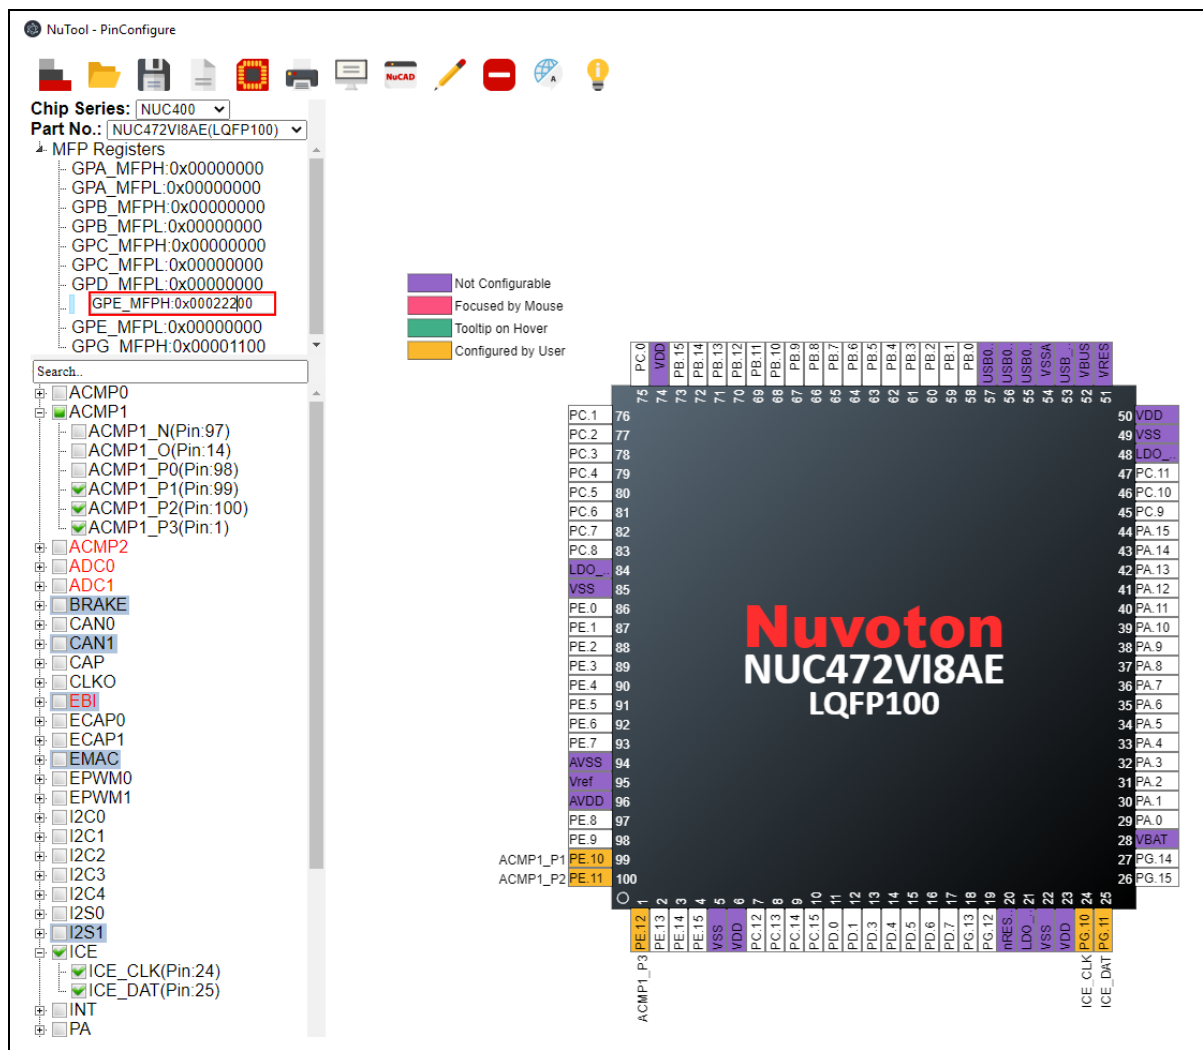 NuTool - PinConfigure
NuCAD
A
Chip Series: NUC400
Part No.: NUC472VI8AE(LQFP100)
MFP Registers
GPA_MFPH:0x00000000
GPA_MFPL:0x00000000
GPB_MFPH:0x00000000
GPB_MFPL:0x00000000
GPC_MFPH:0x00000000
GPC_MFPL:0x00000000
GPD_MFPL:0x00000000
GPE_MFPH:0x00022200
GPE_MFPL:0x00000000
GPG_MFPH:0x00001100
Search..
ACMP0
ACMP1
ACMP1_N(Pin:97)
ACMP1_O(Pin:14)
ACMP1_P0(Pin:98)
ACMP1_P1(Pin:99)
ACMP1_P2(Pin:100)
ACMP1_P3(Pin:1)
ACMP2
ADC0
ADC1
BRAKE
CAN0
CAN1
CAP
CLKO
EBI
ECAP0
ECAP1
EMAC
EPWM0
EPWM1
I2C0
I2C1
I2C2
I2C3
I2C4
I2S0
I2S1
ICE
ICE_CLK(Pin:24)
ICE_DAT(Pin:25)
INT
PA
Not Configurable
Focused by Mouse
Tooltip on Hover
Configured by User
PC.0 VDD PB.15 PB.14 PB.13 PB.12 PB.11 PB.10 PB.9 PB.8 PB.7 PB.6 PB.5 PB.4 PB.3 PB.2 PB.1 PB.0 USB0.. USB0.. USB0.. VSSA USB_.. VBUS VRES
75 74 73 72 71 70 69 68 67 66 65 64 63 62 61 60 59 58 57 56 55 54 53 52 51
PC.1 76
PC.2 77
PC.3 78
PC.4 79
PC.5 80
PC.6 81
PC.7 82
PC.8 83
LDO_.. 84
VSS 85
PE.0 86
PE.1 87
PE.2 88
PE.3 89
PE.4 90
PE.5 91
PE.6 92
PE.7 93
AVSS 94
Vref 95
AVDD 96
PE.8 97
PE.9 98
ACMP1_P1 PE.10 99
ACMP1_P2 PE.11 100
Nuvoton
NUC472VI8AE
LQFP100
50 VDD
49 VSS
48 LDO_..
47 PC.11
46 PC.10
45 PC.9
44 PA.15
43 PA.14
42 PA.13
41 PA.12
40 PA.11
39 PA.10
38 PA.9
37 PA.8
36 PA.7
35 PA.6
34 PA.5
33 PA.4
32 PA.3
31 PA.2
30 PA.1
29 PA.0
28 VBAT
27 PG.14
26 PG.15
1 2 3 4 5 6 7 8 9 10 11 12 13 14 15 16 17 18 19 20 21 22 23 24 25
PE.12 PE.13 PE.14 PE.15 VSS VDD PC.12 PC.13 PC.14 PC.15 PD.0 PD.1 PD.3 PD.4 PD.5 PD.6 PD.7 PG.13 PG.12 nRES.. LDO_.. VSS VDD PG.10 PG.11
ACMP1_P3 ICE_CLK ICE_DAT